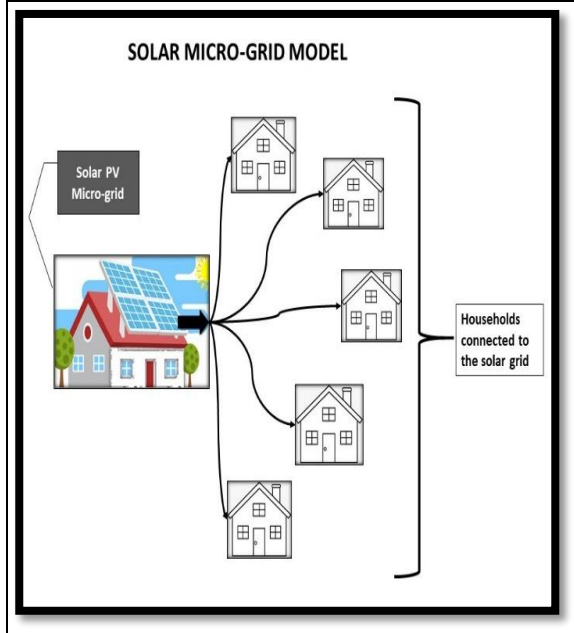 SOLAR MICRO-GRID MODEL
Solar PV
Micro-grid
Households
connected to
the solar grid